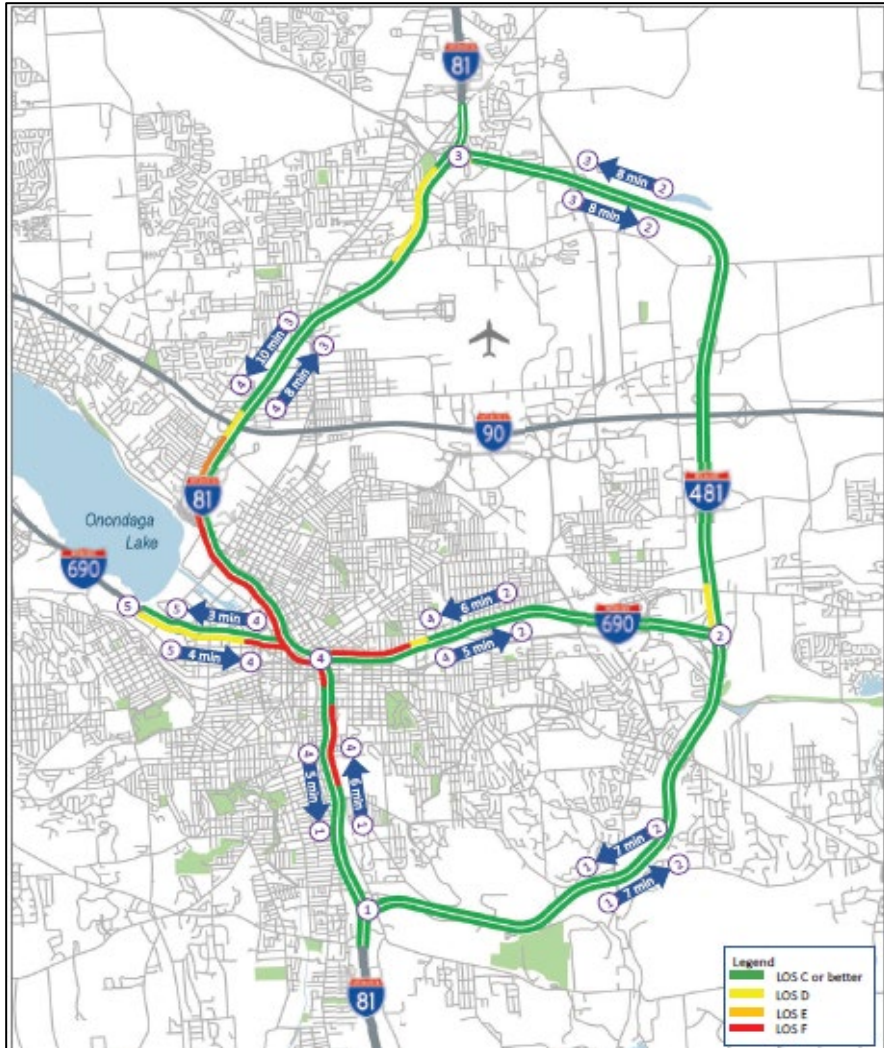 81
3
3 8 min 2
3 8 min 2
3 10 min 4
4 8 min 3
90
81
481
Onondaga
Lake
690
5
5 3 min 4
5 4 min 4
4
4 6 min 2
4 5 min 2
690
2
4 5 min 1
4 6 min 1
1 7 min 2
1 7 min 2
1
81
Legend
LOS C or better
LOS D
LOS E
LOS F